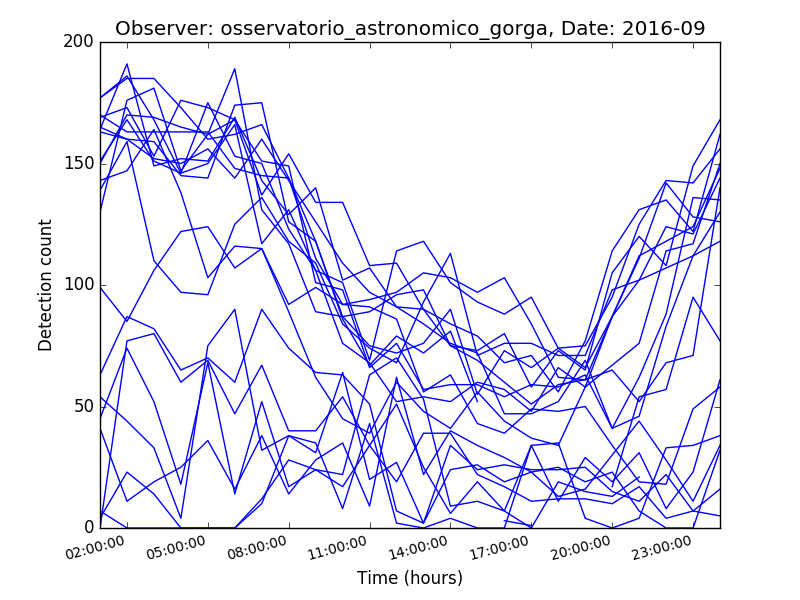 Observer: osservatorio_astronomico_gorga, Date: 2016-09
200
150
100
50
0
Detection count
02:00:00 05:00:00 08:00:00 11:00:00 14:00:00 17:00:00 20:00:00 23:00:00
Time (hours)